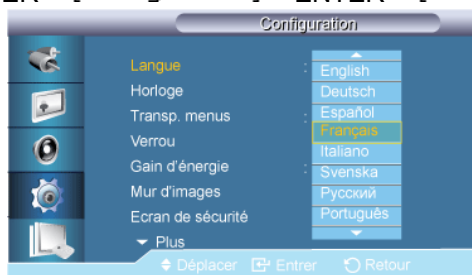 Configuration
Langue :
English
Deutsch
Español
Français
Italiano
Svenska
Русский
Português
Horloge
Transp. menus :
Verrou
Gain d'énergie :
Mur d'images
Ecran de sécurité
Plus
Déplacer Entrer Retour